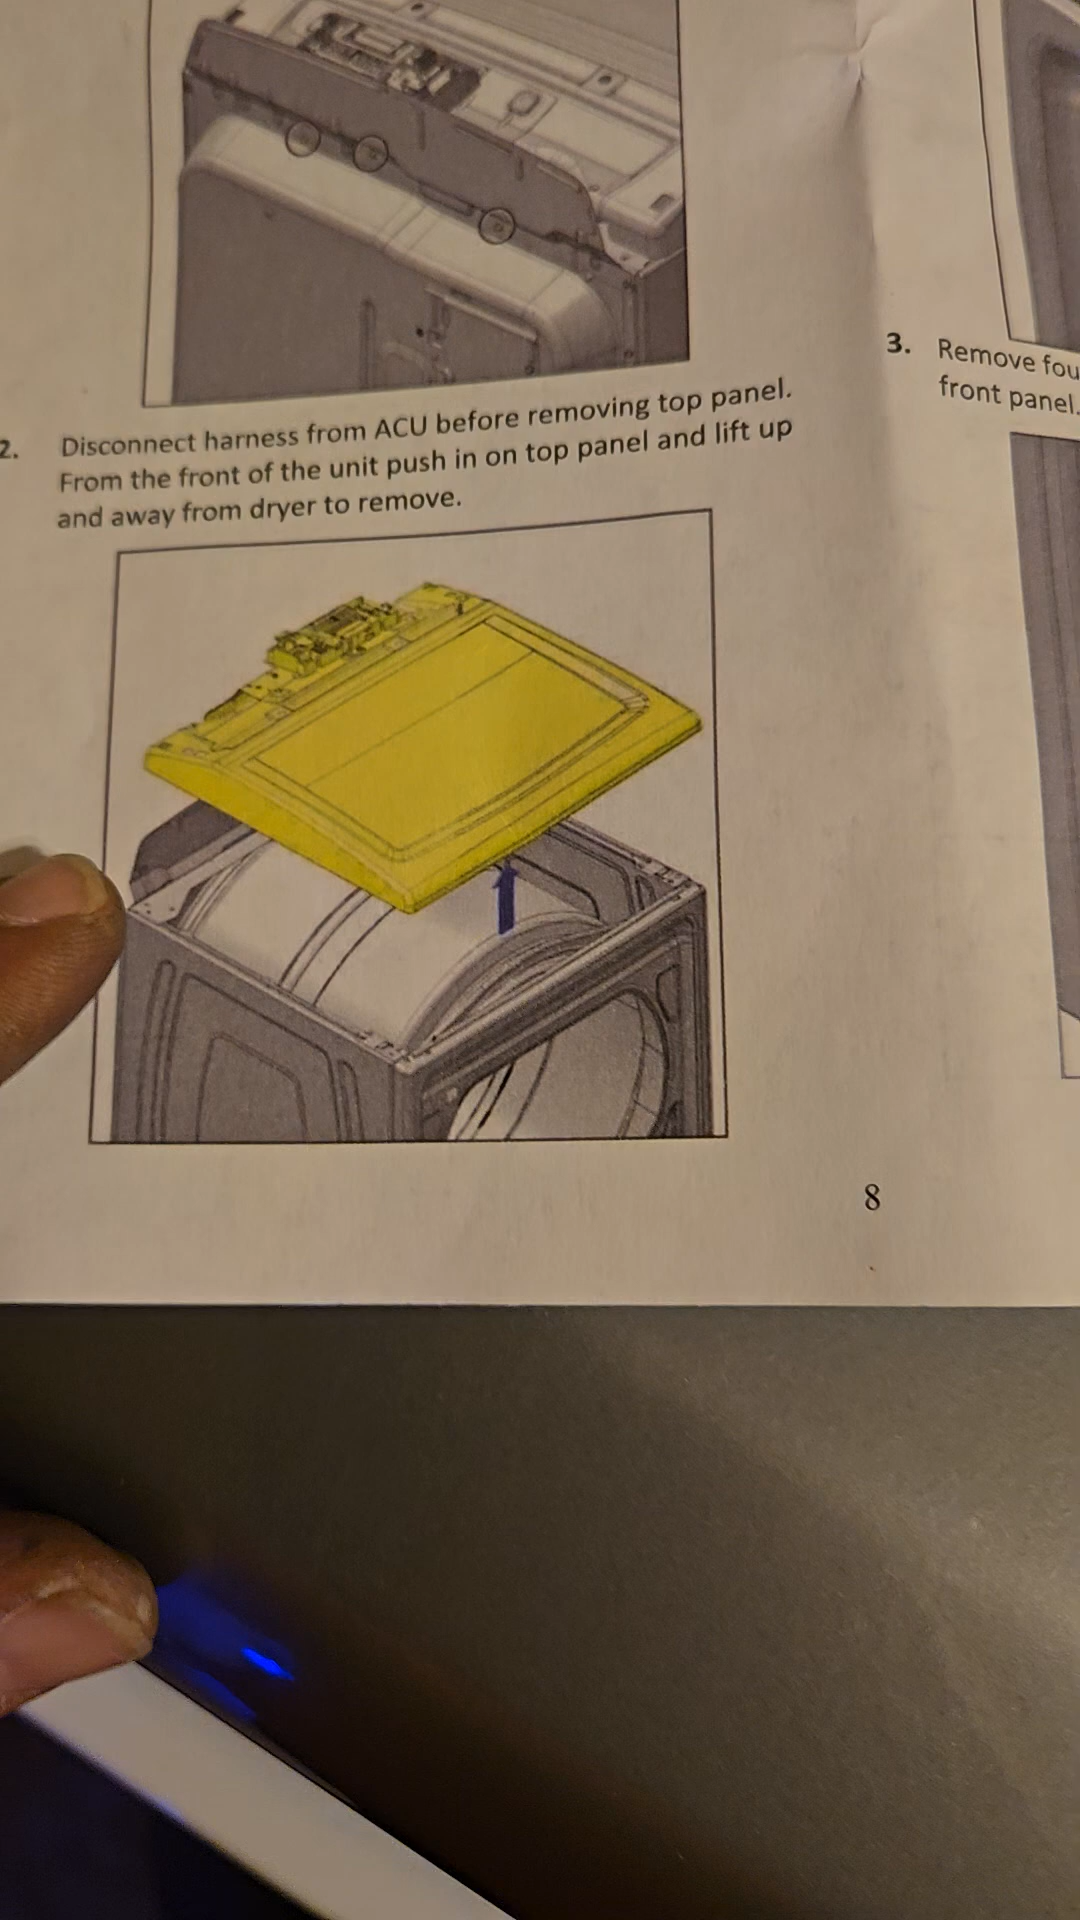 2. Disconnect harness from ACU before removing top panel.
From the front of the unit push in on top panel and lift up
and away from dryer to remove.
3. Remove fou
front panel.
8